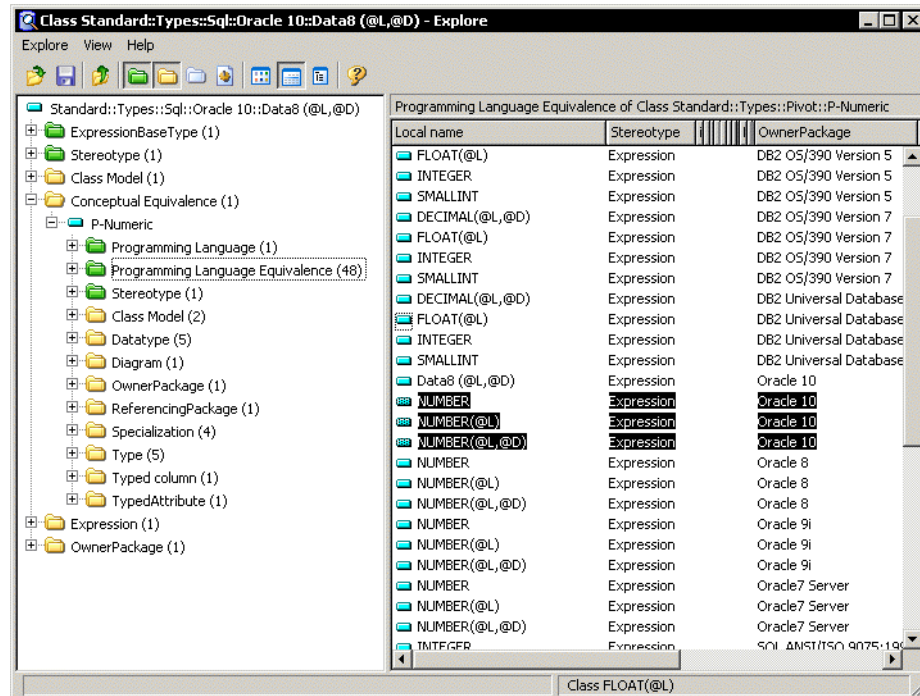 Class Standard::Types::Sql::Oracle 10::Data8 (@L,@D) - Explore
Explore View Help
Standard::Types::Sql::Oracle 10::Data8 (@L,@D)
ExpressionBaseType (1)
Stereotype (1)
Class Model (1)
Conceptual Equivalence (1)
P-Numeric
Programming Language (1)
Programming Language Equivalence (48)
Stereotype (1)
Class Model (2)
Datatype (5)
Diagram (1)
OwnerPackage (1)
ReferencingPackage (1)
Specialization (4)
Type (5)
Typed column (1)
TypedAttribute (1)
Expression (1)
OwnerPackage (1)
Programming Language Equivalence of Class Standard::Types::Pivot::P-Numeric
Local name Stereotype OwnerPackage
FLOAT(@L) Expression DB2 OS/390 Version 5
INTEGER Expression DB2 OS/390 Version 5
SMALLINT Expression DB2 OS/390 Version 5
DECIMAL(@L,@D) Expression DB2 OS/390 Version 7
FLOAT(@L) Expression DB2 OS/390 Version 7
INTEGER Expression DB2 OS/390 Version 7
SMALLINT Expression DB2 OS/390 Version 7
DECIMAL(@L,@D) Expression DB2 Universal Database
FLOAT(@L) Expression DB2 Universal Database
INTEGER Expression DB2 Universal Database
SMALLINT Expression DB2 Universal Database
Data8 (@L,@D) Expression Oracle 10
NUMBER Expression Oracle 10
NUMBER(@L) Expression Oracle 10
NUMBER(@L,@D) Expression Oracle 10
NUMBER Expression Oracle 8
NUMBER(@L) Expression Oracle 8
NUMBER(@L,@D) Expression Oracle 8
NUMBER Expression Oracle 9i
NUMBER(@L) Expression Oracle 9i
NUMBER(@L,@D) Expression Oracle 9i
NUMBER Expression Oracle7 Server
NUMBER(@L) Expression Oracle7 Server
NUMBER(@L,@D) Expression Oracle7 Server
INTEGER Expression SQL ANSI/ISO 9075:199
Class FLOAT(@L)